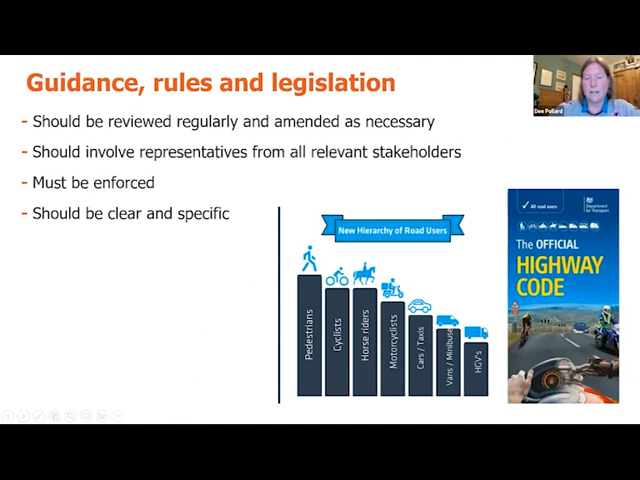 Guidance, rules and legislation
- Should be reviewed regularly and amended as necessary
- Should involve representatives from all relevant stakeholders
- Must be enforced
- Should be clear and specific
New Hierarchy of Road Users
Pedestrians
Cyclists
Horse riders
Motorcyclists
Cars / Taxis
Vans / Minibuse
HGV's
All road users
Department
for Transport
The OFFICIAL
HIGHWAY
CODE
Dee Pollard